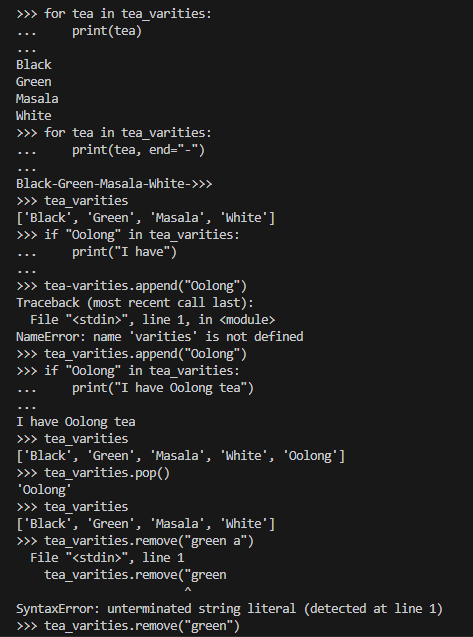 >>> for tea in tea_varities:
...     print(tea)
...
Black
Green
Masala
White
>>> for tea in tea_varities:
...     print(tea, end="-")
...
Black-Green-Masala-White->>>
>>> tea_varities
['Black', 'Green', 'Masala', 'White']
>>> if "Oolong" in tea_varities:
...     print("I have")
...
>>> tea-varities.append("Oolong")
Traceback (most recent call last):
  File "<stdin>", line 1, in <module>
NameError: name 'varities' is not defined
>>> tea_varities.append("Oolong")
>>> if "Oolong" in tea_varities:
...     print("I have Oolong tea")
...
I have Oolong tea
>>> tea_varities
['Black', 'Green', 'Masala', 'White', 'Oolong']
>>> tea_varities.pop()
'Oolong'
>>> tea_varities
['Black', 'Green', 'Masala', 'White']
>>> tea_varities.remove("green a")
  File "<stdin>", line 1
    tea_varities.remove("green
                        ^
SyntaxError: unterminated string literal (detected at line 1)
>>> tea_varities.remove("green")